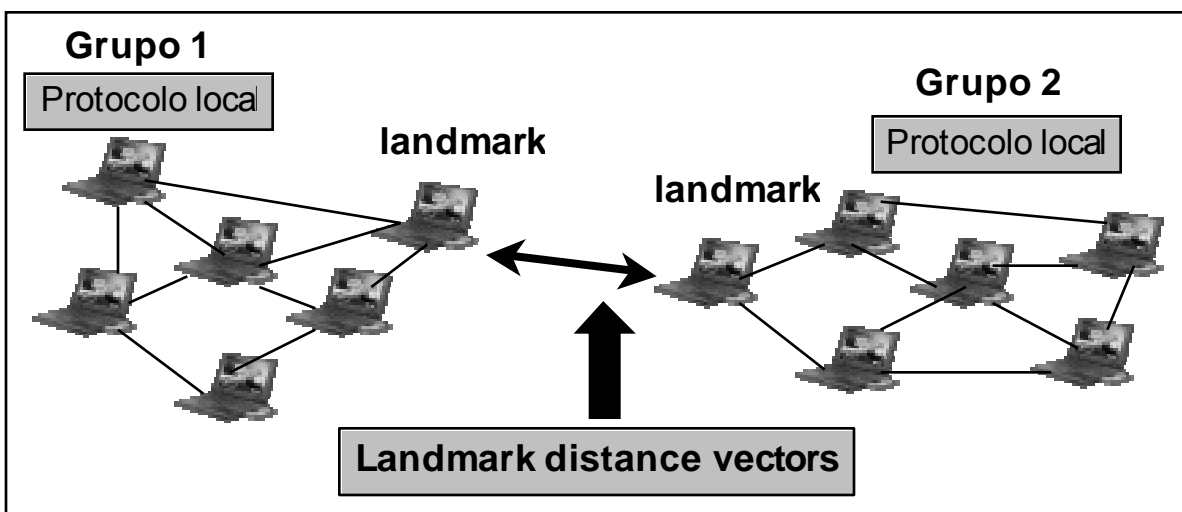 Grupo 1
Protocolo local
landmark
Grupo 2
Protocolo local
landmark
Landmark distance vectors